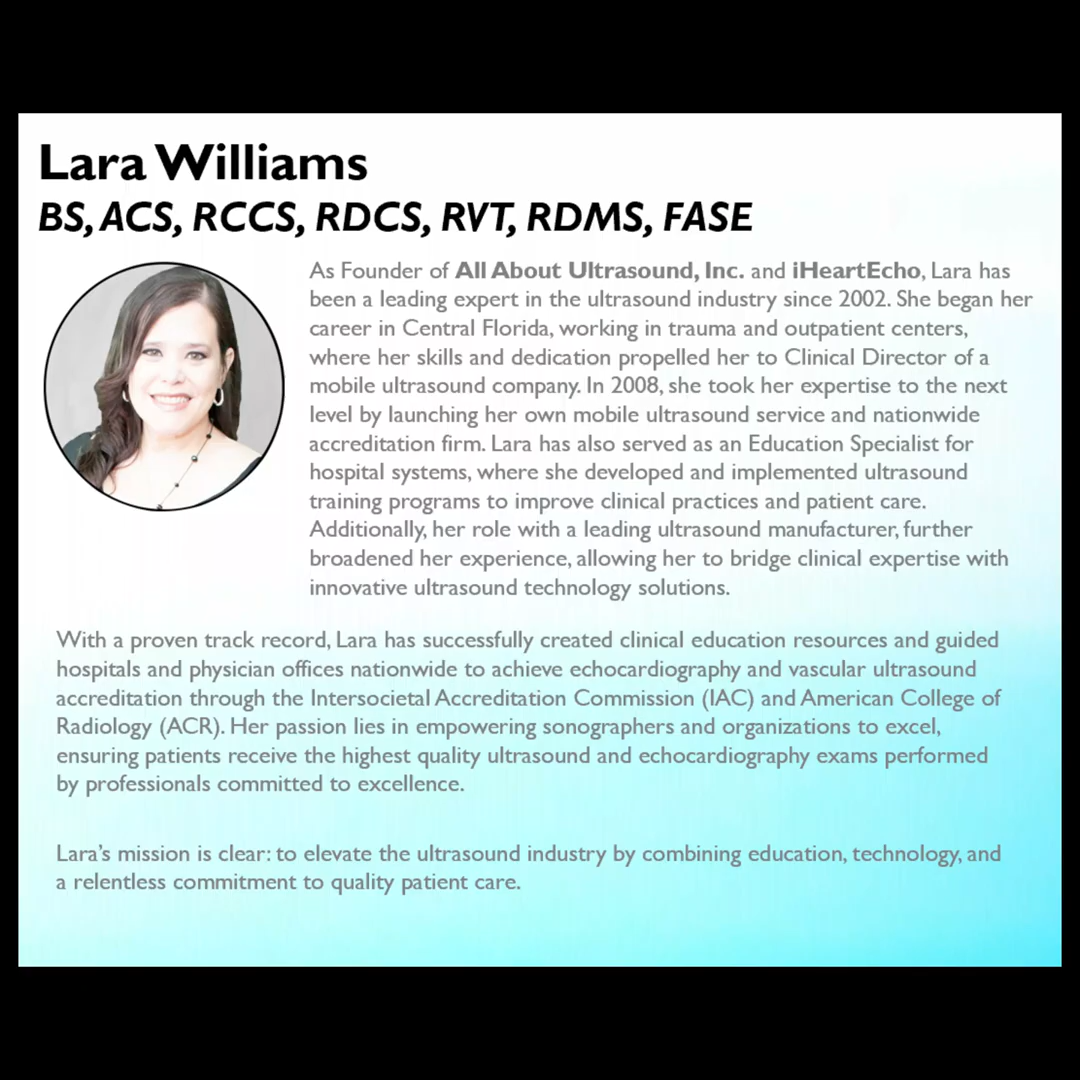 Lara Williams
BS, ACS, RCCS, RDCS, RVT, RDMS, FASE
As Founder of All About Ultrasound, Inc. and iHeartEcho, Lara has
been a leading expert in the ultrasound industry since 2002. She began her
career in Central Florida, working in trauma and outpatient centers,
where her skills and dedication propelled her to Clinical Director of a
mobile ultrasound company. In 2008, she took her expertise to the next
level by launching her own mobile ultrasound service and nationwide
accreditation firm. Lara has also served as an Education Specialist for
hospital systems, where she developed and implemented ultrasound
training programs to improve clinical practices and patient care.
Additionally, her role with a leading ultrasound manufacturer, further
broadened her experience, allowing her to bridge clinical expertise with
innovative ultrasound technology solutions.
With a proven track record, Lara has successfully created clinical education resources and guided
hospitals and physician offices nationwide to achieve echocardiography and vascular ultrasound
accreditation through the Intersocietal Accreditation Commission (IAC) and American College of
Radiology (ACR). Her passion lies in empowering sonographers and organizations to excel,
ensuring patients receive the highest quality ultrasound and echocardiography exams performed
by professionals committed to excellence.
Lara's mission is clear: to elevate the ultrasound industry by combining education, technology, and
a relentless commitment to quality patient care.